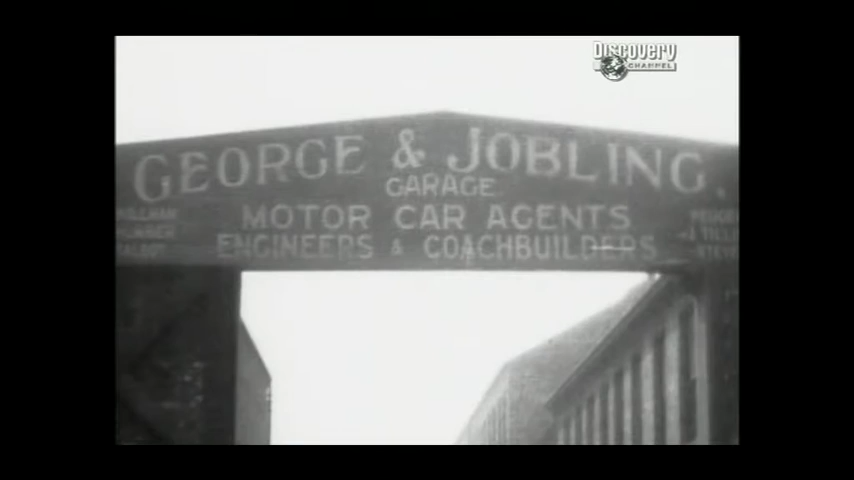 Discovery
CHANNEL
GEORGE & JOBLING.
GARAGE
MOTOR CAR AGENTS
ENGINEERS & COACHBUILDERS